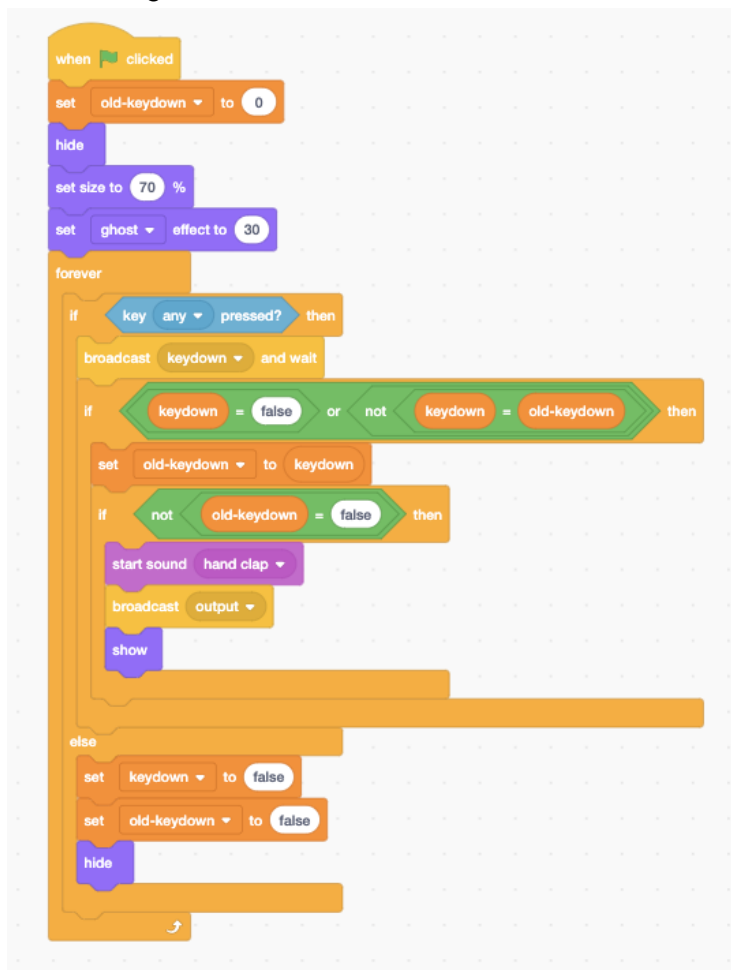 when clicked
set old-keydown to 0
hide
set size to 70 %
set ghost effect to 30
forever
if key any pressed? then
broadcast keydown and wait
if keydown = false or not keydown = old-keydown then
set old-keydown to keydown
if not old-keydown = false then
start sound hand clap
broadcast output
show
else
set keydown to false
set old-keydown to false
hide